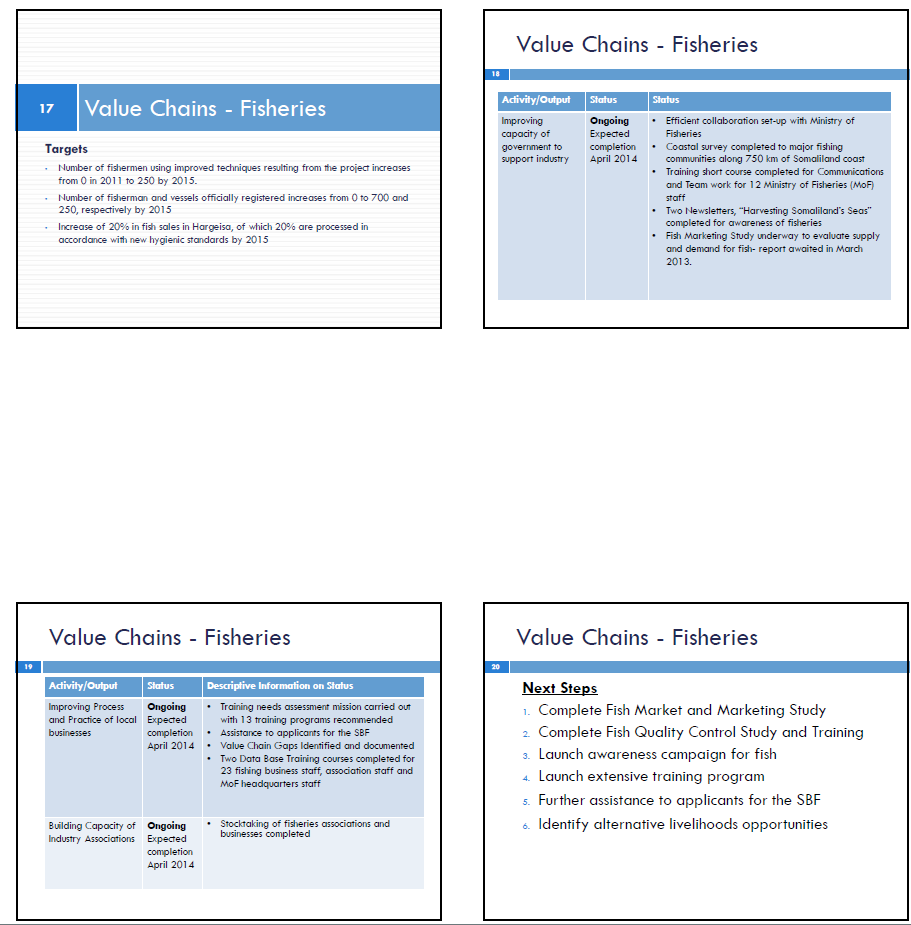 17
Value Chains - Fisheries
Targets
Number of fishermen using improved techniques resulting from the project increases
from 0 in 2011 to 250 by 2015.
Number of fisherman and vessels officially registered increases from 0 to 700 and
250, respectively by 2015
Increase of 20% in fish sales in Hargeisa, of which 20% are processed in
accordance with new hygienic standards by 2015
Value Chains - Fisheries
18
Activity/Output Status Status
Improving
capacity of
government to
support industry
Ongoing
Expected
completion
April 2014
• Efficient collaboration set-up with Ministry of
Fisheries
• Coastal survey completed to major fishing
communities along 750 km of Somaliland coast
• Training short course completed for Communications
and Team work for 12 Ministry of Fisheries (MoF)
staff
• Two Newsletters, "Harvesting Somaliland's Seas"
completed for awareness of fisheries
• Fish Marketing Study underway to evaluate supply
and demand for fish- report awaited in March
2013.
Value Chains - Fisheries
19
Activity/Output Status Descriptive Information on Status
Improving Process
and Practice of local
businesses
Ongoing
Expected
completion
April 2014
• Training needs assessment mission carried out
with 13 training programs recommended
• Assistance to applicants for the SBF
• Value Chain Gaps Identified and documented
• Two Data Base Training courses completed for
23 fishing business staff, association staff and
MoF headquarters staff
Building Capacity of
Industry Associations
Ongoing
Expected
completion
April 2014
• Stocktaking of fisheries associations and
businesses completed
Value Chains - Fisheries
20
Next Steps
1. Complete Fish Market and Marketing Study
2. Complete Fish Quality Control Study and Training
3. Launch awareness campaign for fish
4. Launch extensive training program
5. Further assistance to applicants for the SBF
6. Identify alternative livelihoods opportunities